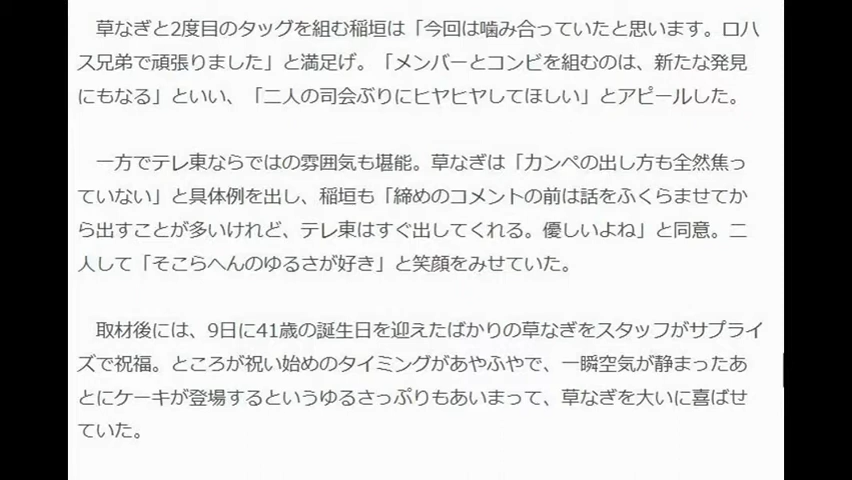 草なぎと2度目のタッグを組む稲垣は「今回は噛み合っていたと思います。ロハ
ス兄弟で頑張りました」と満足げ。「メンバーとコンビを組むのは、新たな発見
にもなる」といい、「二人の司会ぶりにヒヤヒヤしてほしい」とアピールした。
一方でテレ東ならではの雰囲気も堪能。草なぎは「カンペの出し方も全然焦っ
ていない」と具体例を出し、稲垣も「締めのコメントの前は話をふくらませてか
ら出すことが多いけれど、テレ東はすぐ出してくれる。優しいよね」と同意。二
人して「そこらへんのゆるさが好き」と笑顔をみせていた。
取材後には、9日に41歳の誕生日を迎えたばかりの草なぎをスタッフがサプライ
ズで祝福。ところが祝い始めのタイミングがあやふやで、一瞬空気が静まったあ
とにケーキが登場するというゆるさっぷりもあいまって、草なぎを大いに喜ばせ
ていた。